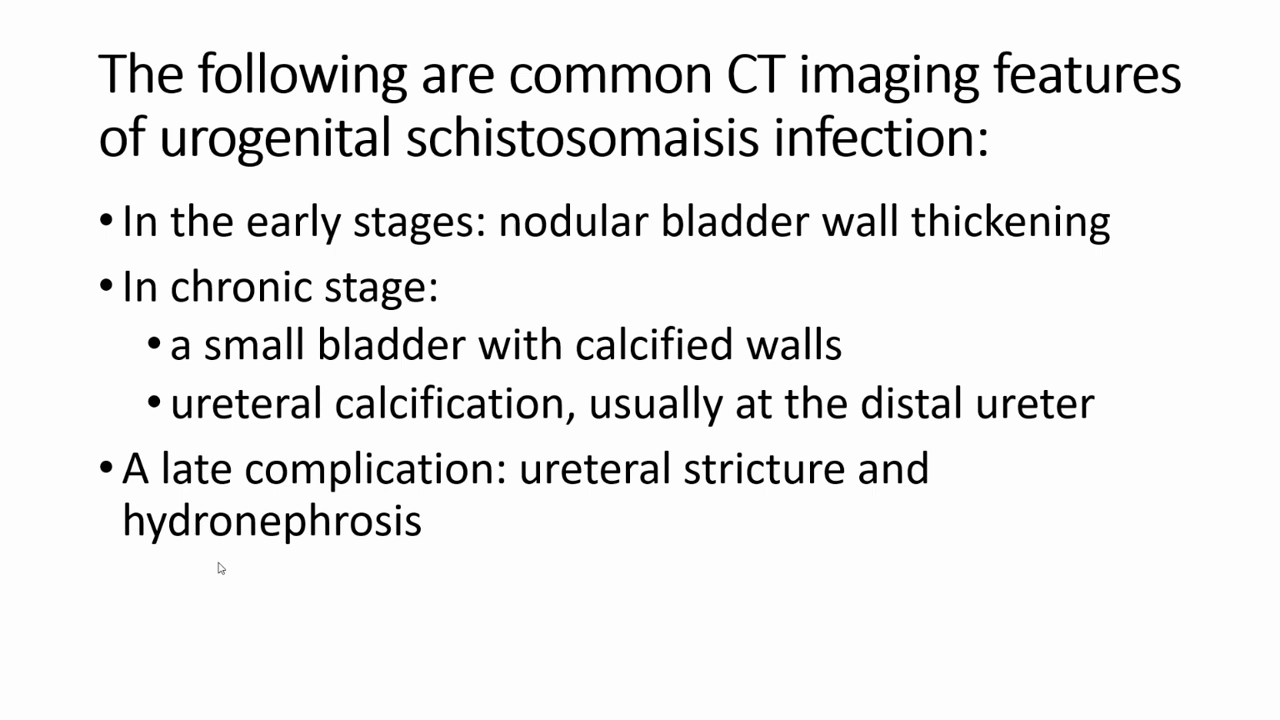 The following are common CT imaging features
of urogenital schistosomaisis infection:
• In the early stages: nodular bladder wall thickening
• In chronic stage:
• a small bladder with calcified walls
• ureteral calcification, usually at the distal ureter
• A late complication: ureteral stricture and
hydronephrosis